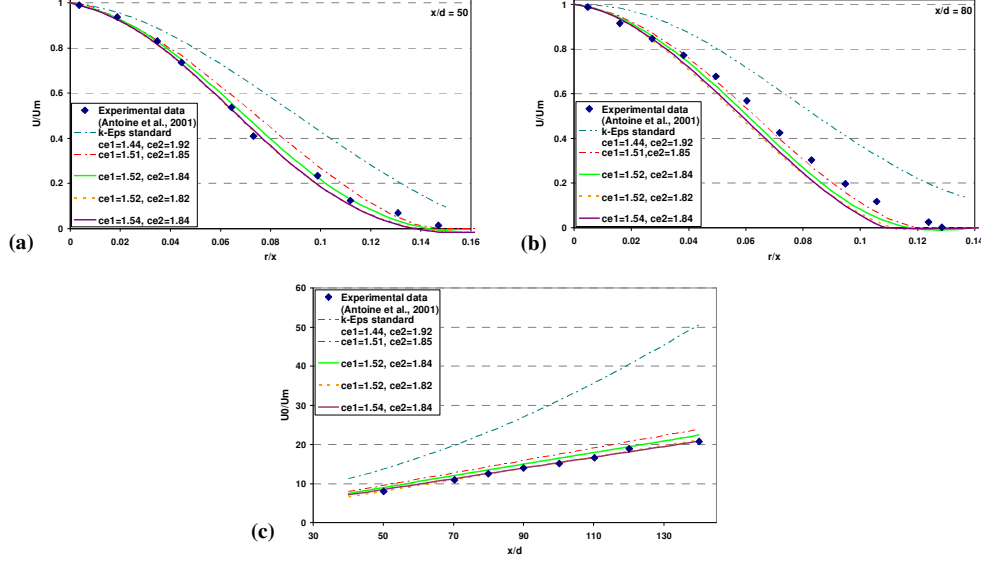 x/d = 50
1
0.8
0.6
0.4
0.2
0
U/Um
Experimental data
(Antoine et al., 2001)
k-Eps standard
ce1=1.44, ce2=1.92
ce1=1.51, ce2=1.85
ce1=1.52, ce2=1.84
ce1=1.52, ce2=1.82
ce1=1.54, ce2=1.84
0 0.02 0.04 0.06 0.08 0.1 0.12 0.14 0.16
r/x
(a)
x/d = 80
1
0.8
0.6
0.4
0.2
0
U/Um
Experimental data
(Antoine et al., 2001)
k-Eps standard
ce1=1.44, ce2=1.92
ce1=1.51,ce2=1.85
ce1=1.52, ce2=1.84
ce1=1.52, ce2=1.82
ce1=1.54, ce2=1.84
0 0.02 0.04 0.06 0.08 0.1 0.12 0.14
r/x
(b)
60
50
40
30
20
10
0
U0/Um
Experimental data
(Antoine et al., 2001)
k-Eps standard
ce1=1.44, ce2=1.92
ce1=1.51, ce2=1.85
ce1=1.52, ce2=1.84
ce1=1.52, ce2=1.82
ce1=1.54, ce2=1.84
30 50 70 90 110 130
x/d
(c)